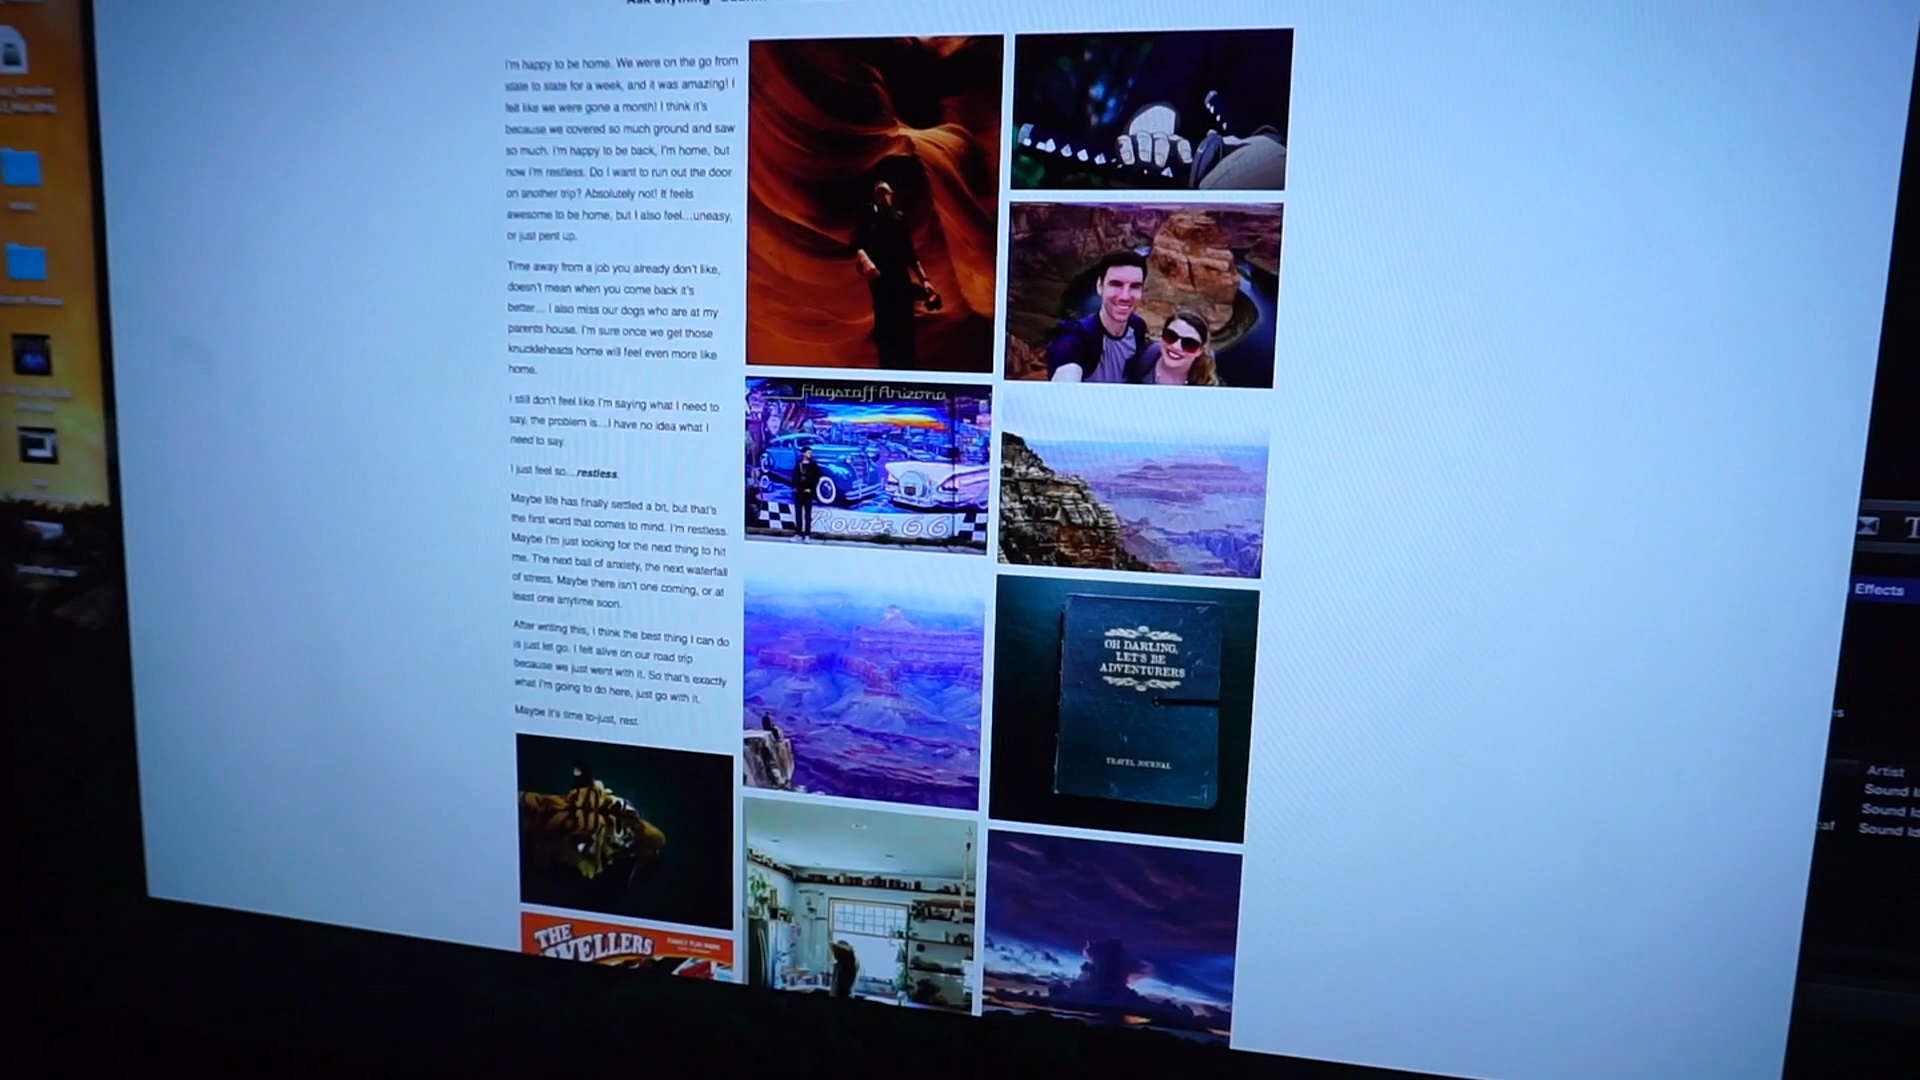 Ask anything
I'm happy to be home. We were on the go from
state to state for a week, and it was amazing! I
felt like we were gone a month! I think it's
because we covered so much ground and saw
so much. I'm happy to be back, I'm home, but
now I'm restless. Do I want to run out the door
on another trip? Absolutely not! It feels
awesome to be home, but I also feel...uneasy,
or just pent up.
Time away from a job you already don't like,
doesn't mean when you come back it's
better... I also miss our dogs who are at my
parents house. I'm sure once we get those
knuckleheads home will feel even more like
home.
I still don't feel like I'm saying what I need to
say, the problem is...I have no idea what I
need to say.
I just feel so...restless.
Maybe life has finally settled a bit, but that's
the first word that comes to mind. I'm restless.
Maybe I'm just looking for the next thing to hit
me. The next ball of anxiety, the next waterfall
of stress. Maybe there isn't one coming, or at
least one anytime soon.
After writing this, I think the best thing I can do
is just let go. I felt alive on our road trip
because we just went with it. So that's exactly
what I'm going to do here, just go with it.
Maybe it's time to-just, rest.
THE
VELLERS
FAMILY FUN PARK
Flagstaff Arizona
Route 66
OH DARLING,
LET'S BE
ADVENTURERS
TRAVEL JOURNAL
Effects
Artist
Sound
Sound
Sound